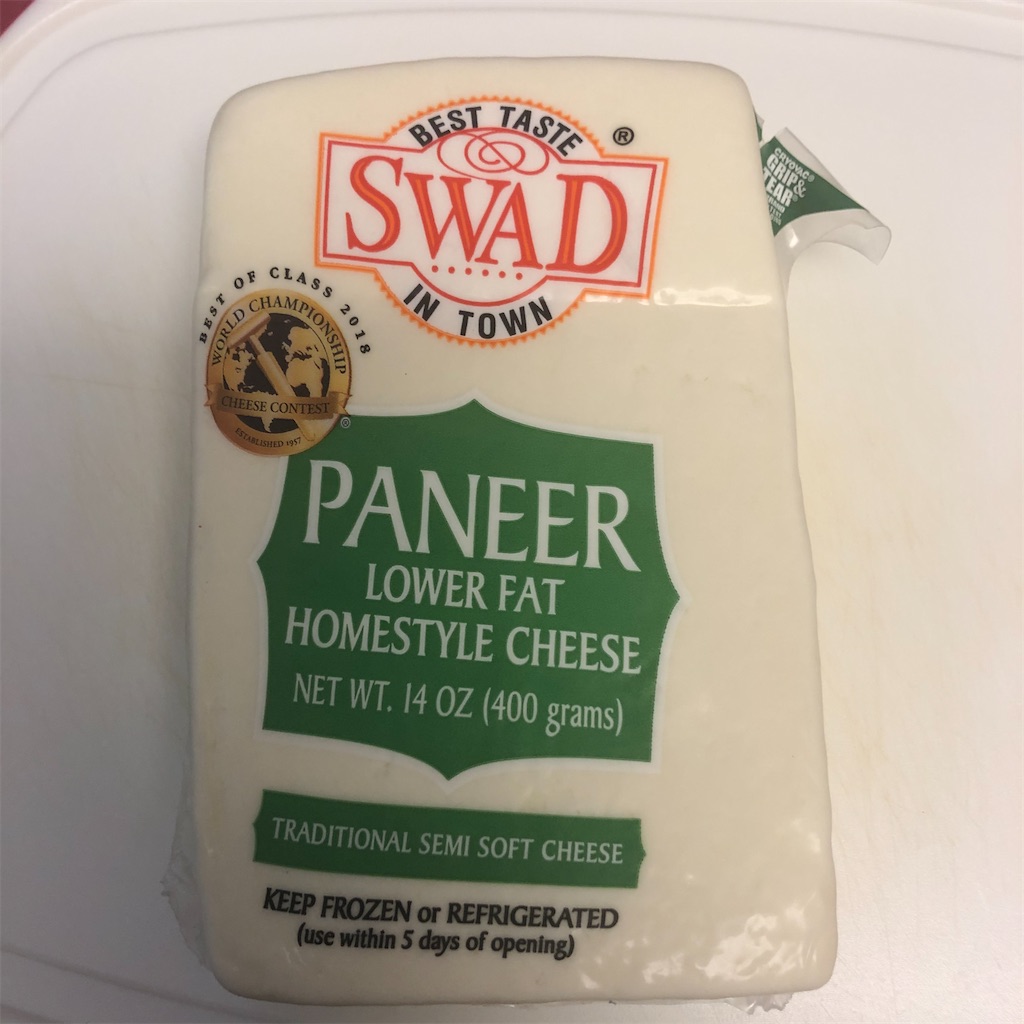 BEST TASTE ®
SWAD
IN TOWN
BEST OF CLASS 2018
WORLD CHAMPIONSHIP
CHEESE CONTEST
ESTABLISHED 1957
®
CRYOVAC®
GRIP&
TEAR®
PANEER
LOWER FAT
HOMESTYLE CHEESE
NET WT. 14 OZ (400 grams)
TRADITIONAL SEMI SOFT CHEESE
KEEP FROZEN or REFRIGERATED
(use within 5 days of opening)